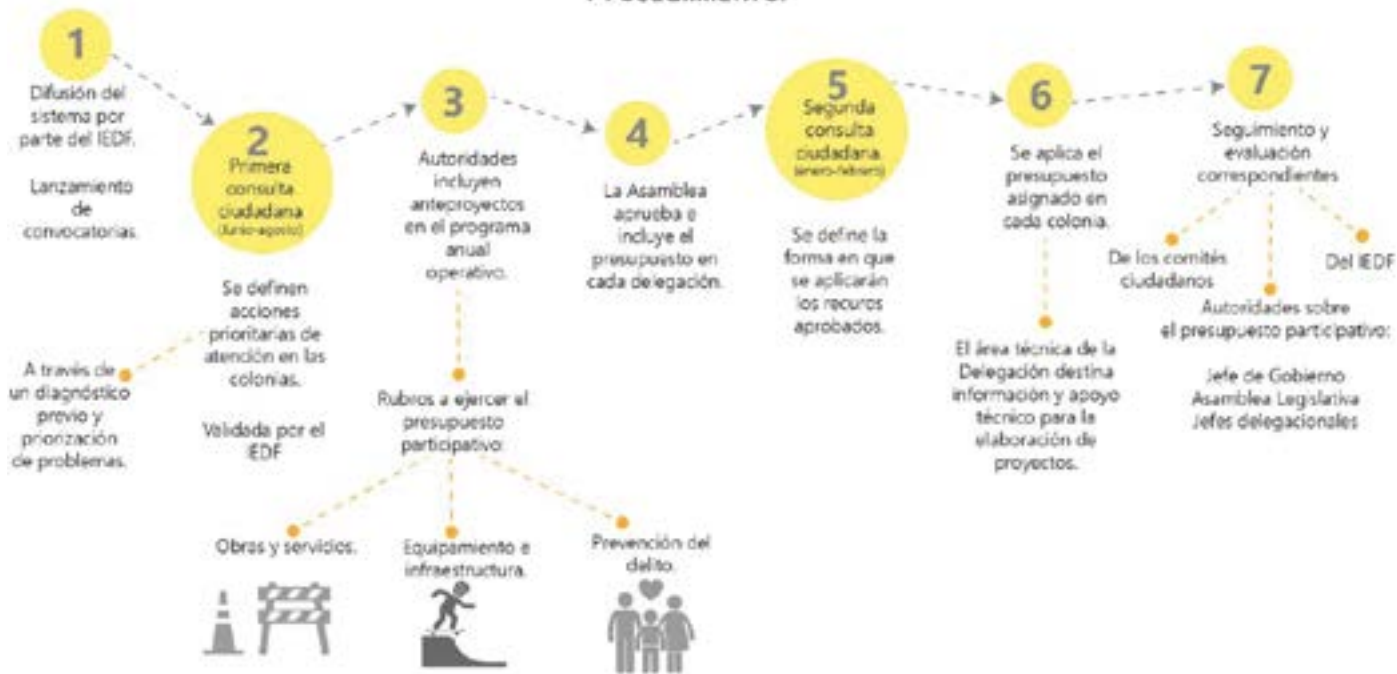 1
Difusión del
sistema por
parte del IEDF.
Lanzamiento
de
convocatorias.
2
Primera
consulta
ciudadana
(Junio-agosto)
Se definen
acciones
prioritarias de
atención en las
colonias.
Validada por el
IEDF
A través de
un diagnóstico
previo y
priorización
de problemas.
3
Autoridades
incluyen
anteproyectos
en el programa
anual
operativo.
Rubros a ejercer el
presupuesto
participativo:
Obras y servicios.
Equipamiento e
infraestructura.
Prevención del
delito.
4
La Asamblea
aprueba e
incluye el
presupuesto en
cada delegación.
5
Segunda
consulta
ciudadana
(enero-febrero)
Se define la
forma en que
se aplicarán
los recuros
aprobados.
6
Se aplica el
presupuesto
asignado en
cada colonia.
El área técnica de la
Delegación destina
información y apoyo
técnico para la
elaboración de
proyectos.
7
Seguimiento y
evaluación
correspondientes
De los comités
ciudadanos
Autoridades sobre
el presupuesto participativo:
Jefe de Gobierno
Asamblea Legislativa
Jefes delegacionales
Del IEDF